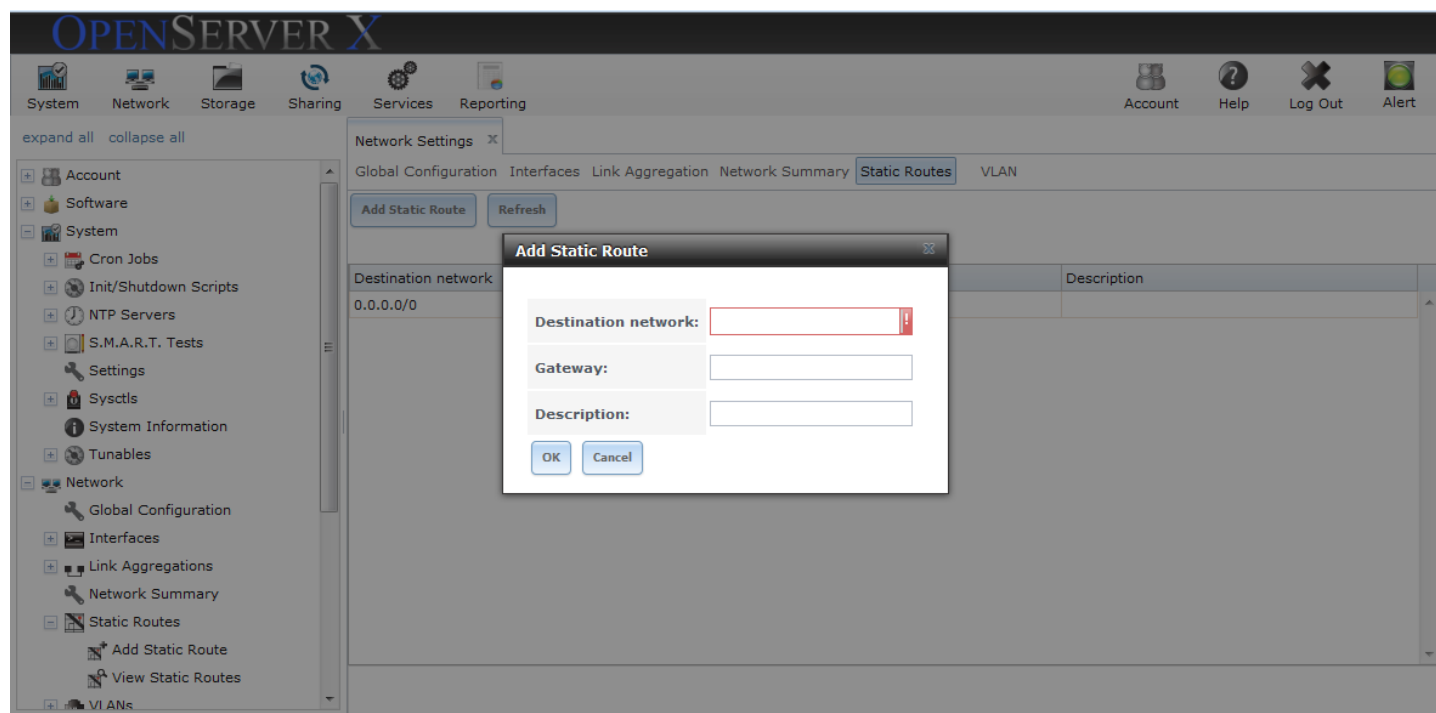 OPENSERVER X
System Network Storage Sharing Services Reporting Account Help Log Out Alert
expand all collapse all
Account
Software
System
Cron Jobs
Init/Shutdown Scripts
NTP Servers
S.M.A.R.T. Tests
Settings
Sysctls
System Information
Tunables
Network
Global Configuration
Interfaces
Link Aggregations
Network Summary
Static Routes
Add Static Route
View Static Routes
VLANs
Network Settings X
Global Configuration Interfaces Link Aggregation Network Summary Static Routes VLAN
Add Static Route Refresh
Destination network Description
0.0.0.0/0
Add Static Route
Destination network: !
Gateway:
Description:
OK Cancel